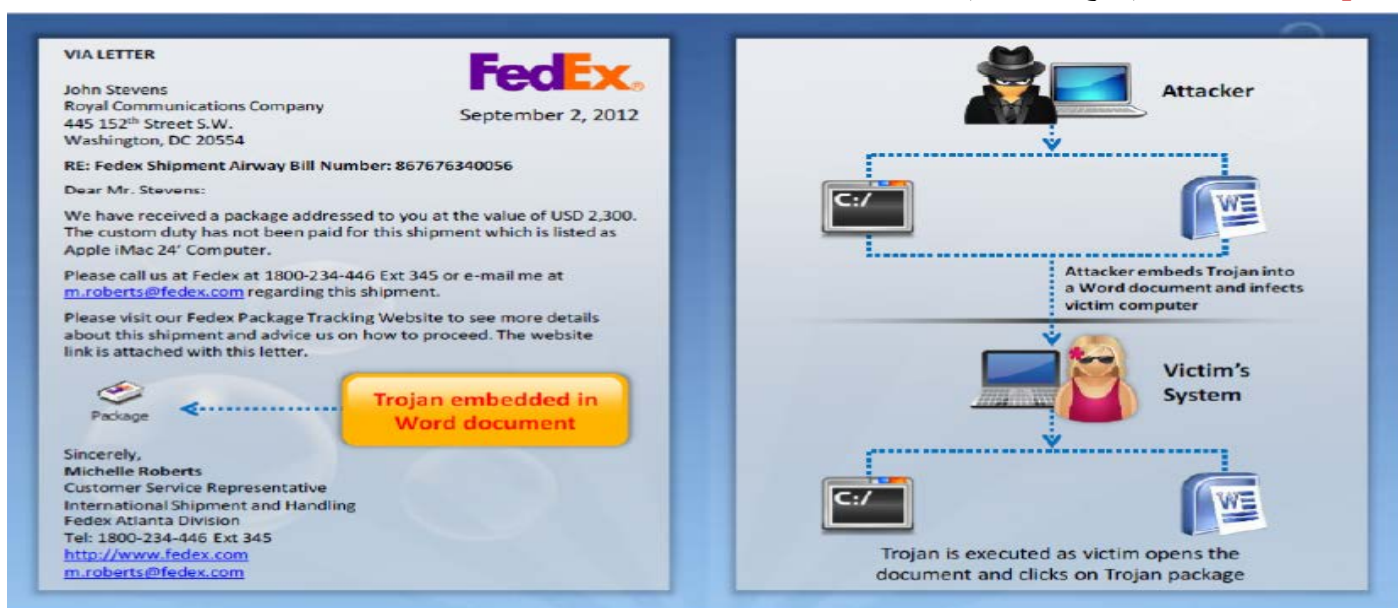 VIA LETTER
FedEx®
September 2, 2012
John Stevens
Royal Communications Company
445 152th Street S.W.
Washington, DC 20554
RE: Fedex Shipment Airway Bill Number: 867676340056
Dear Mr. Stevens:
We have received a package addressed to you at the value of USD 2,300.
The custom duty has not been paid for this shipment which is listed as
Apple iMac 24' Computer.
Please call us at Fedex at 1800-234-446 Ext 345 or e-mail me at
m.roberts@fedex.com regarding this shipment.
Please visit our Fedex Package Tracking Website to see more details
about this shipment and advice us on how to proceed. The website
link is attached with this letter.
Package
Trojan embedded in
Word document
Sincerely,
Michelle Roberts
Customer Service Representative
International Shipment and Handling
Fedex Atlanta Division
Tel: 1800-234-446 Ext 345
http://www.fedex.com
m.roberts@fedex.com
Attacker
C:/
W
Attacker embeds Trojan into
a Word document and infects
victim computer
Victim's
System
C:/
W
Trojan is executed as victim opens the
document and clicks on Trojan package